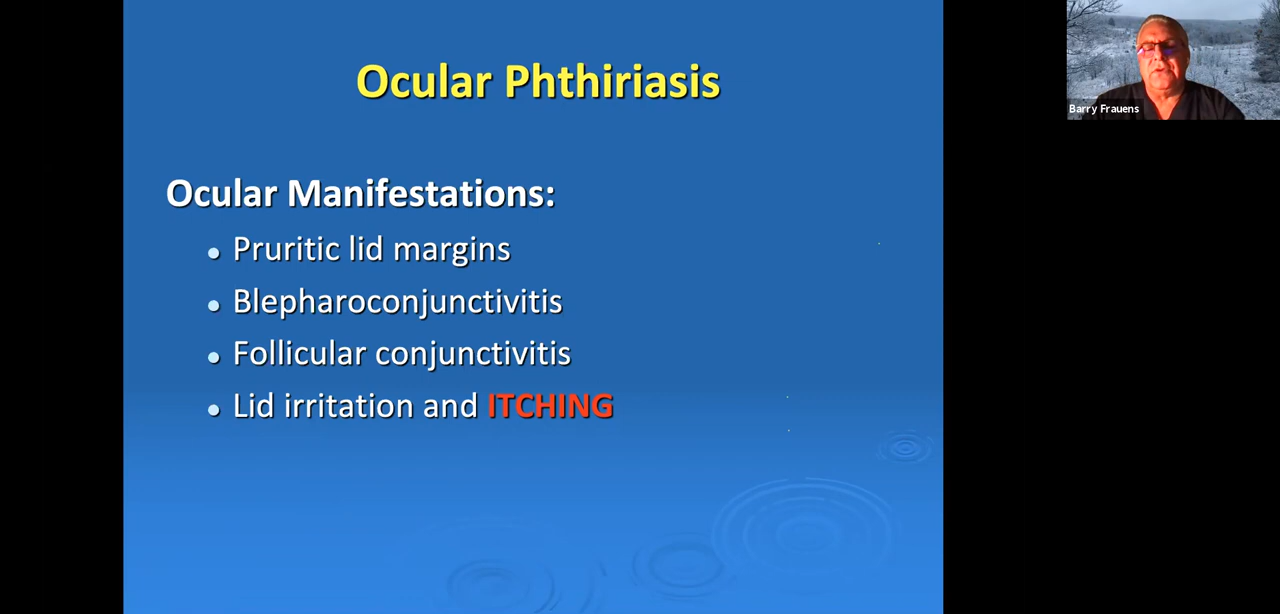 Ocular Phthiriasis
Ocular Manifestations:
Pruritic lid margins
Blepharoconjunctivitis
Follicular conjunctivitis
Lid irritation and ITCHING
Barry Frauens